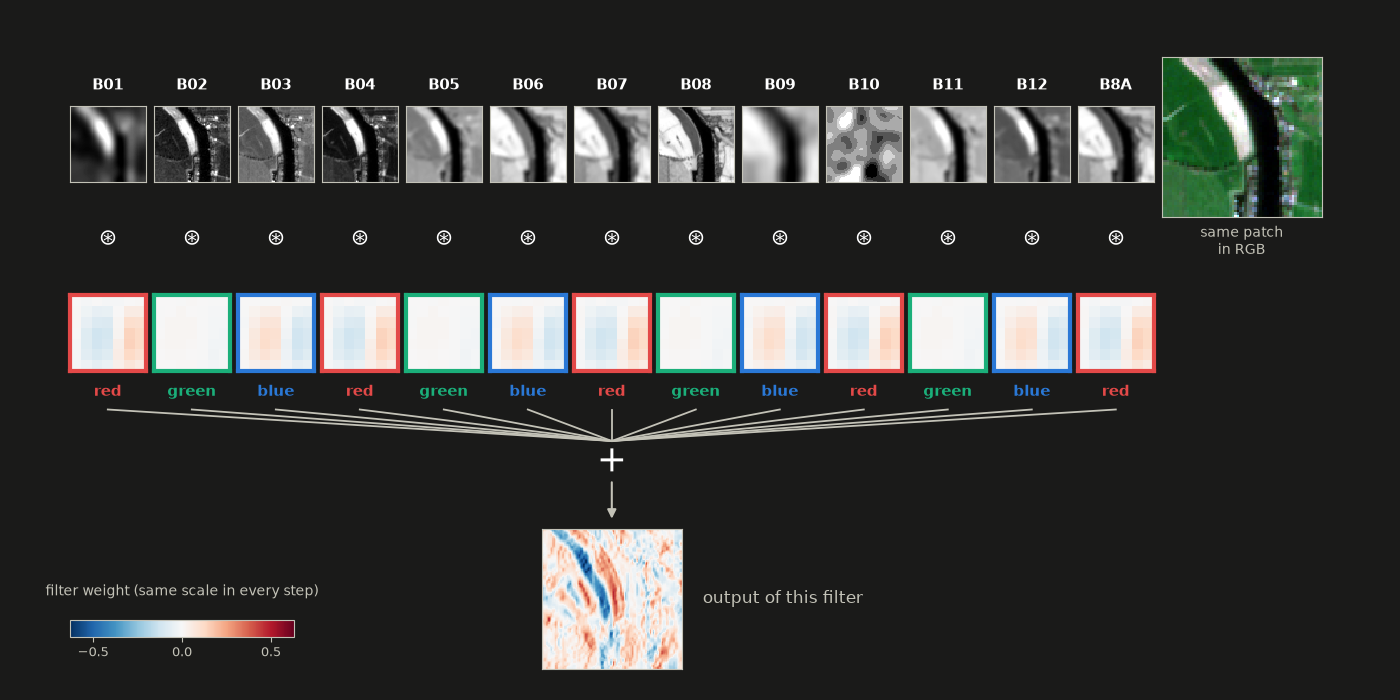 B01 B02 B03 B04 B05 B06 B07 B08 B09 B10 B11 B12 B8A
same patch
in RGB
red green blue red green blue red green blue red green blue red
+
output of this filter
filter weight (same scale in every step)
−0.5 0.0 0.5